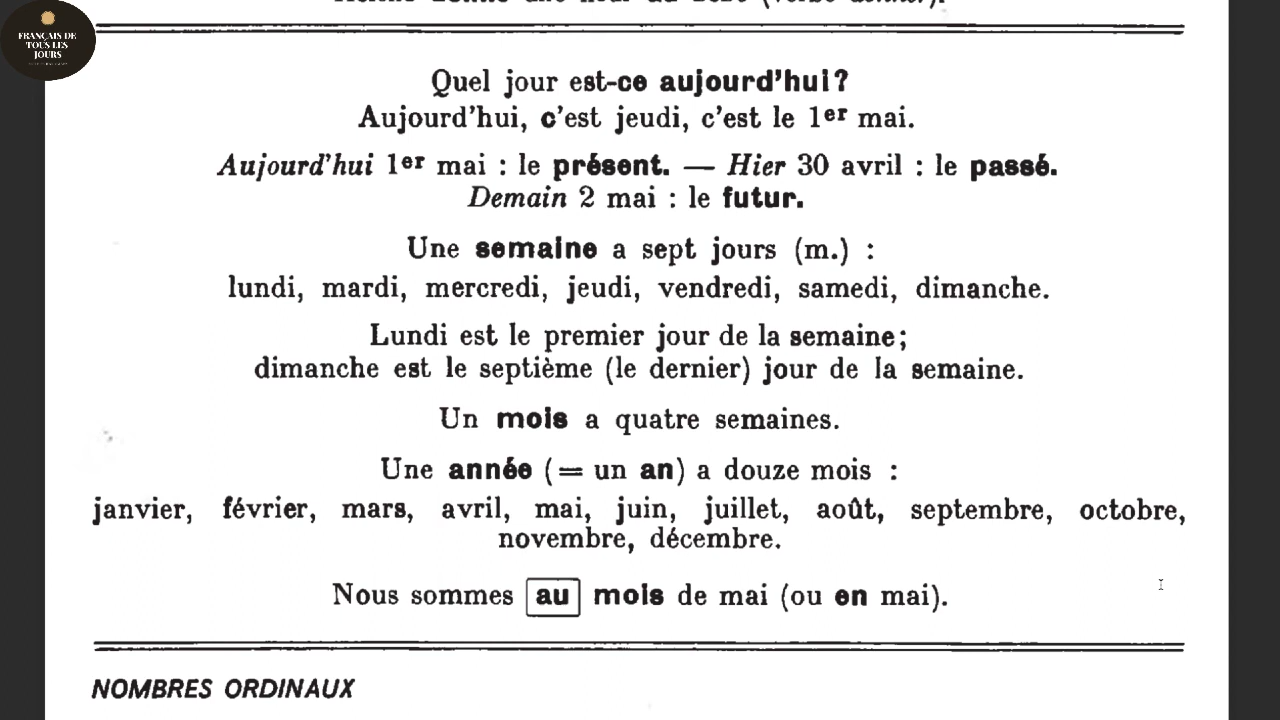 FRANÇAIS DE
TOUS LES
JOURS
Quel jour est-ce aujourd'hui?
Aujourd'hui, c'est jeudi, c'est le 1er mai.
Aujourd'hui 1er mai : le présent. — Hier 30 avril : le passé.
Demain 2 mai : le futur.
Une semaine a sept jours (m.) :
lundi, mardi, mercredi, jeudi, vendredi, samedi, dimanche.
Lundi est le premier jour de la semaine;
dimanche est le septième (le dernier) jour de la semaine.
Un mois a quatre semaines.
Une année (= un an) a douze mois :
janvier, février, mars, avril, mai, juin, juillet, août, septembre, octobre,
novembre, décembre.
Nous sommes au mois de mai (ou en mai).
NOMBRES ORDINAUX